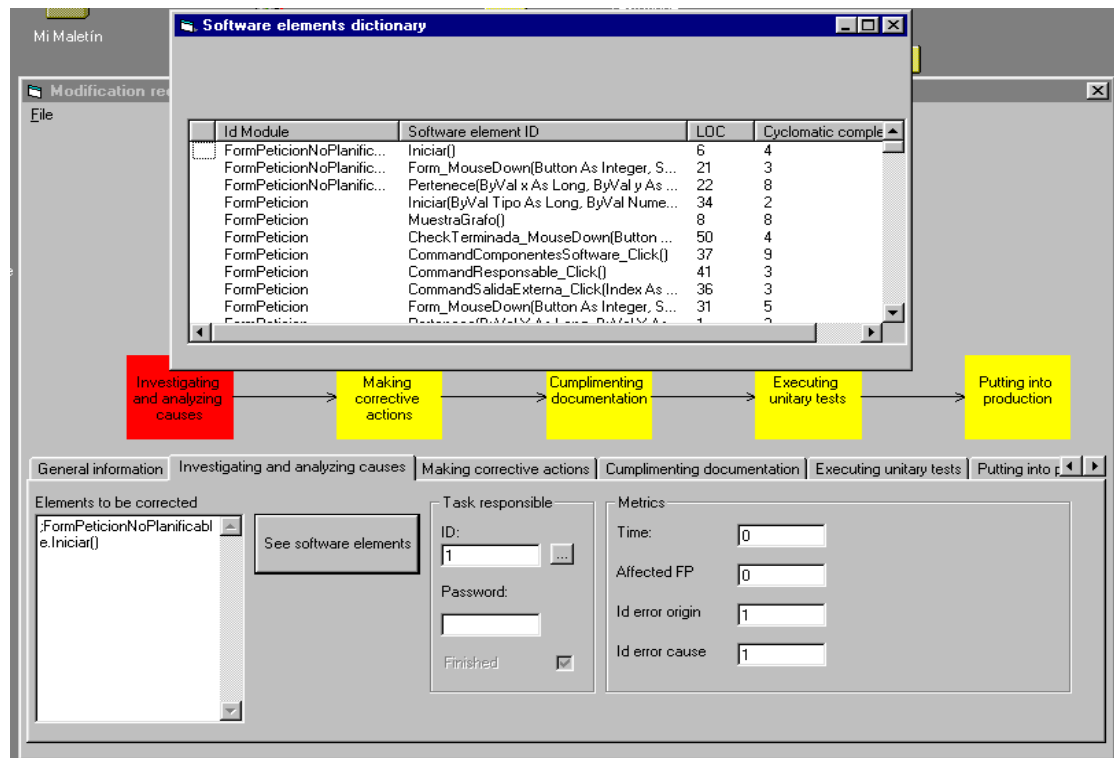 Mi Maletín
Software elements dictionary
Modification re
File
Id Module Software element ID LOC Cyclomatic comple
FormPeticionNoPlanific... Iniciar() 6 4
FormPeticionNoPlanific... Form_MouseDown(Button As Integer, S... 21 3
FormPeticionNoPlanific... Pertenece(ByVal x As Long, ByVal y As ... 22 8
FormPeticion Iniciar(ByVal Tipo As Long, ByVal Nume... 34 2
FormPeticion MuestraGrafo() 8 8
FormPeticion CheckTerminada_MouseDown(Button ... 50 4
FormPeticion CommandComponentesSoftware_Click() 37 9
FormPeticion CommandResponsable_Click() 41 3
FormPeticion CommandSalidaExterna_Click(Index As ... 36 3
FormPeticion Form_MouseDown(Button As Integer, S... 31 5
Investigating and analyzing causes
Making corrective actions
Cumplimenting documentation
Executing unitary tests
Putting into production
General information Investigating and analyzing causes Making corrective actions Cumplimenting documentation Executing unitary tests Putting into
Elements to be corrected
;FormPeticionNoPlanificabl
e.Iniciar()
See software elements
Task responsible
ID:
1
...
Password:
Finished
Metrics
Time: 0
Affected FP 0
Id error origin 1
Id error cause 1